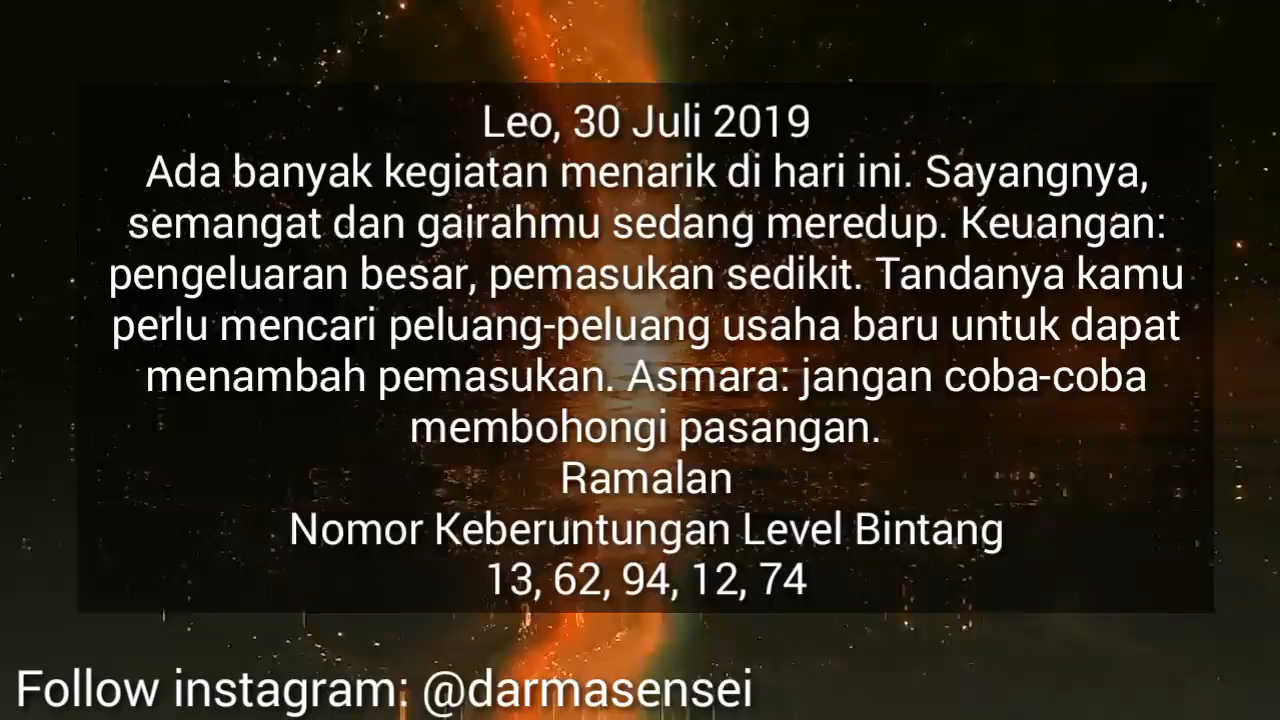 Leo, 30 Juli 2019
Ada banyak kegiatan menarik di hari ini. Sayangnya,
semangat dan gairahmu sedang meredup. Keuangan:
pengeluaran besar, pemasukan sedikit. Tandanya kamu
perlu mencari peluang-peluang usaha baru untuk dapat
menambah pemasukan. Asmara: jangan coba-coba
membohongi pasangan.
Ramalan
Nomor Keberuntungan Level Bintang
13, 62, 94, 12, 74
Follow instagram: @darmasensei